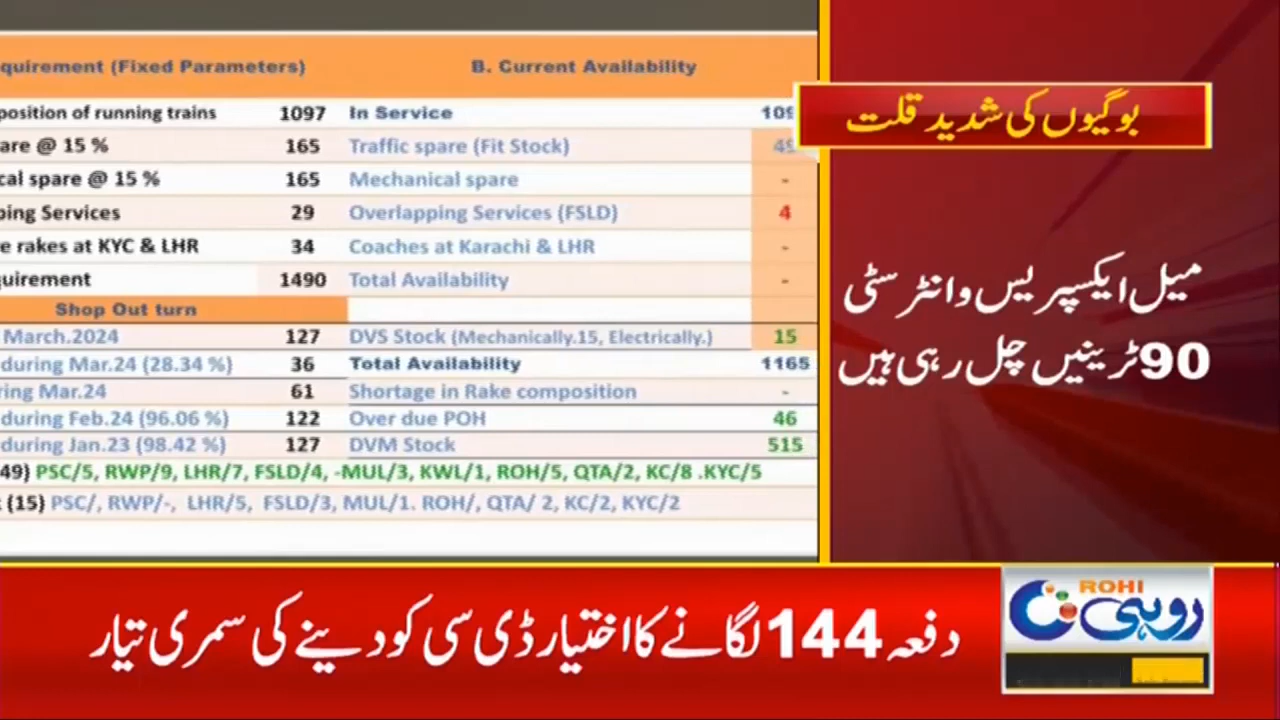 quirement (Fixed Parameters) B. Current Availability
position of running trains 1097 In Service
are @ 15 % 165 Traffic spare (Fit Stock)
cal spare @ 15 % 165 Mechanical spare -
ping Services 29 Overlapping Services (FSLD) 4
e rakes at KYC & LHR 34 Coaches at Karachi & LHR -
uirement 1490 Total Availability -
Shop Out turn
March.2024 127 DVS Stock (Mechanically.15, Electrically.) 15
during Mar.24 (28.34 %) 36 Total Availability 1165
ring Mar.24 61 Shortage in Rake composition -
during Feb.24 (96.06 %) 122 Over due POH 46
during Jan.23 (98.42 %) 127 DVM Stock 515
49) PSC/5, RWP/9, LHR/7, FSLD/4, -MUL/3, KWL/1, ROH/5, QTA/2, KC/8 .KYC/5
(15) PSC/, RWP/-, LHR/5, FSLD/3, MUL/1. ROH/, QTA/ 2, KC/2, KYC/2
بوگیوں کی شدید قلت
میل ایکسپریس و انٹر سٹی
90 ٹرینیں چل رہی ہیں
دفعہ 144 لگانے کا اختیار ڈی سی کو دینے کی سمری تیار
ROHI
روہی